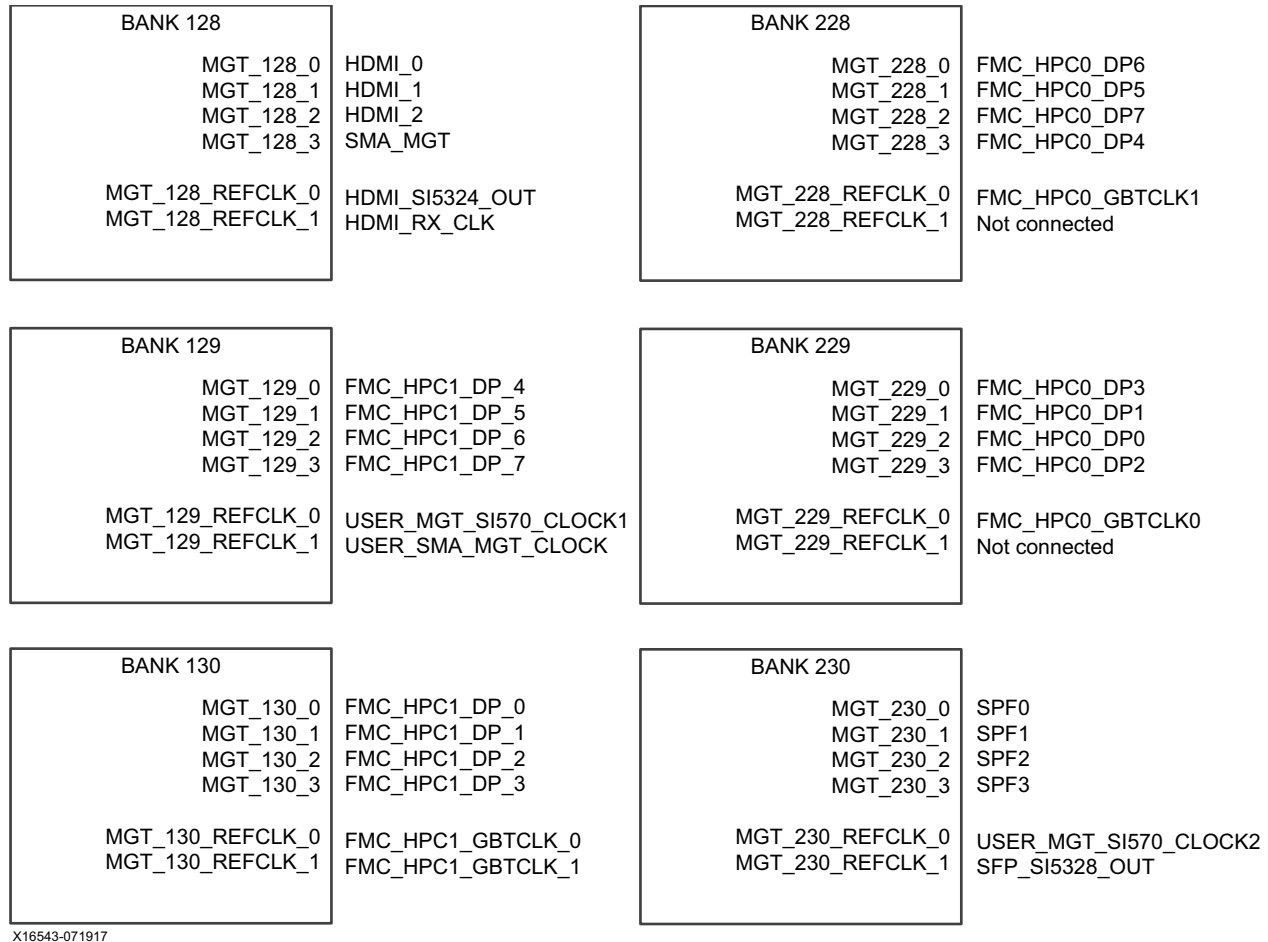 BANK 128
MGT_128_0 HDMI_0
MGT_128_1 HDMI_1
MGT_128_2 HDMI_2
MGT_128_3 SMA_MGT
MGT_128_REFCLK_0 HDMI_SI5324_OUT
MGT_128_REFCLK_1 HDMI_RX_CLK
BANK 228
MGT_228_0 FMC_HPC0_DP6
MGT_228_1 FMC_HPC0_DP5
MGT_228_2 FMC_HPC0_DP7
MGT_228_3 FMC_HPC0_DP4
MGT_228_REFCLK_0 FMC_HPC0_GBTCLK1
MGT_228_REFCLK_1 Not connected
BANK 129
MGT_129_0 FMC_HPC1_DP_4
MGT_129_1 FMC_HPC1_DP_5
MGT_129_2 FMC_HPC1_DP_6
MGT_129_3 FMC_HPC1_DP_7
MGT_129_REFCLK_0 USER_MGT_SI570_CLOCK1
MGT_129_REFCLK_1 USER_SMA_MGT_CLOCK
BANK 229
MGT_229_0 FMC_HPC0_DP3
MGT_229_1 FMC_HPC0_DP1
MGT_229_2 FMC_HPC0_DP0
MGT_229_3 FMC_HPC0_DP2
MGT_229_REFCLK_0 FMC_HPC0_GBTCLK0
MGT_229_REFCLK_1 Not connected
BANK 130
MGT_130_0 FMC_HPC1_DP_0
MGT_130_1 FMC_HPC1_DP_1
MGT_130_2 FMC_HPC1_DP_2
MGT_130_3 FMC_HPC1_DP_3
MGT_130_REFCLK_0 FMC_HPC1_GBTCLK_0
MGT_130_REFCLK_1 FMC_HPC1_GBTCLK_1
BANK 230
MGT_230_0 SPF0
MGT_230_1 SPF1
MGT_230_2 SPF2
MGT_230_3 SPF3
MGT_230_REFCLK_0 USER_MGT_SI570_CLOCK2
MGT_230_REFCLK_1 SFP_SI5328_OUT
X16543-071917